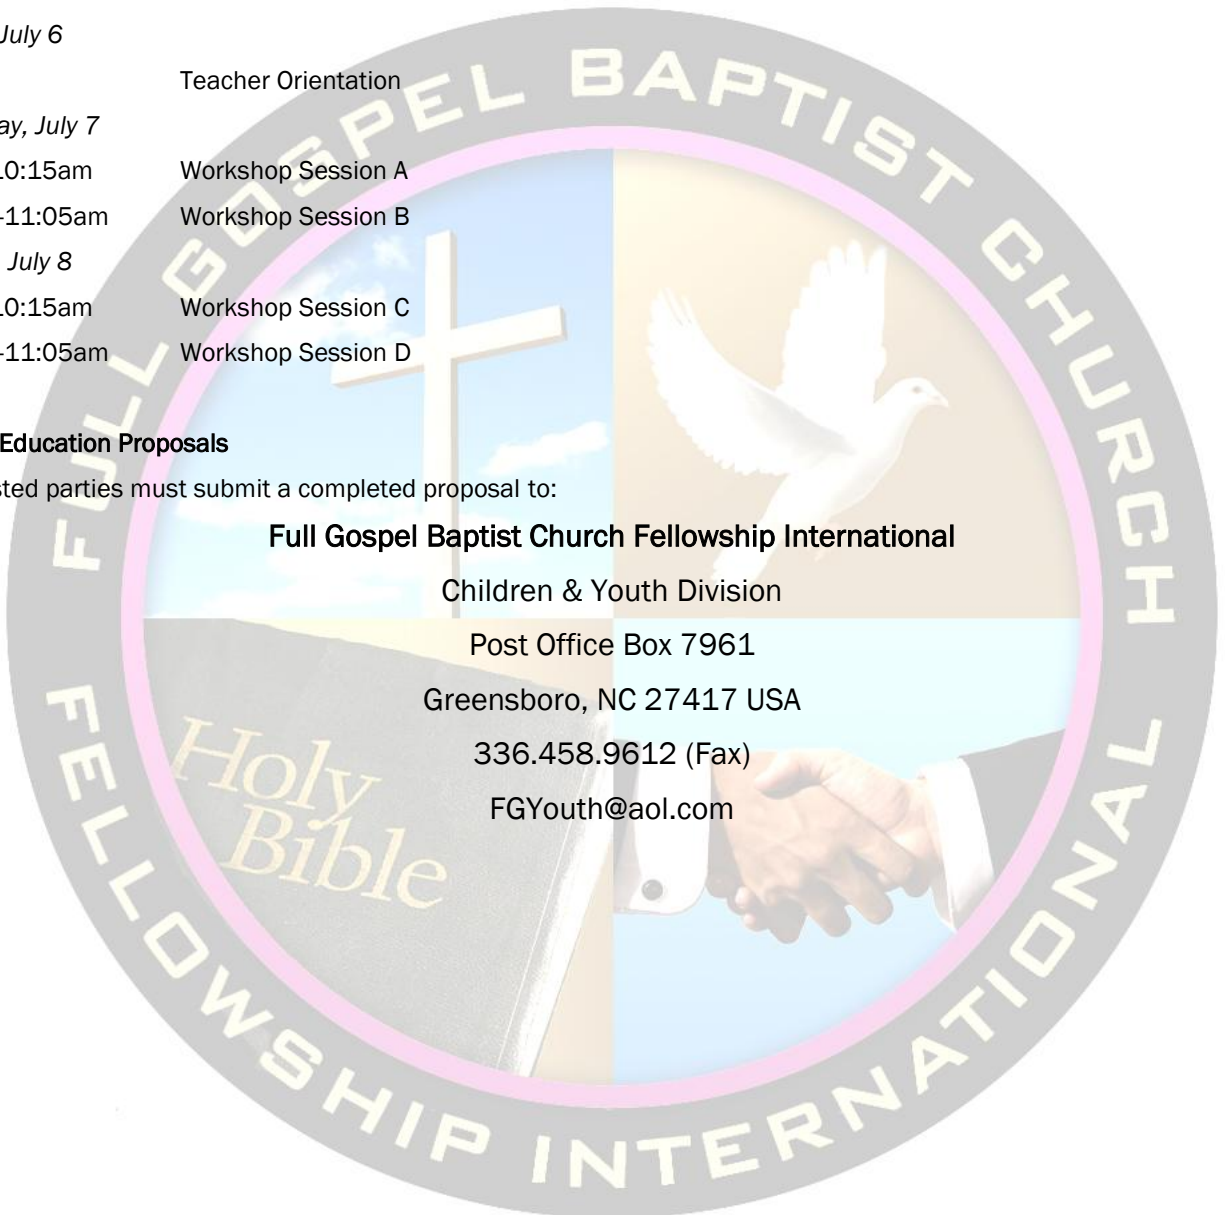 July 6
Teacher Orientation
ay, July 7
10:15am Workshop Session A
-11:05am Workshop Session B
July 8
10:15am Workshop Session C
-11:05am Workshop Session D
Education Proposals
sted parties must submit a completed proposal to:
Full Gospel Baptist Church Fellowship International
Children & Youth Division
Post Office Box 7961
Greensboro, NC 27417 USA
336.458.9612 (Fax)
FGYouth@aol.com
FULL GOSPEL BAPTIST CHURCH
FELLOWSHIP INTERNATIONAL
Holy
Bible